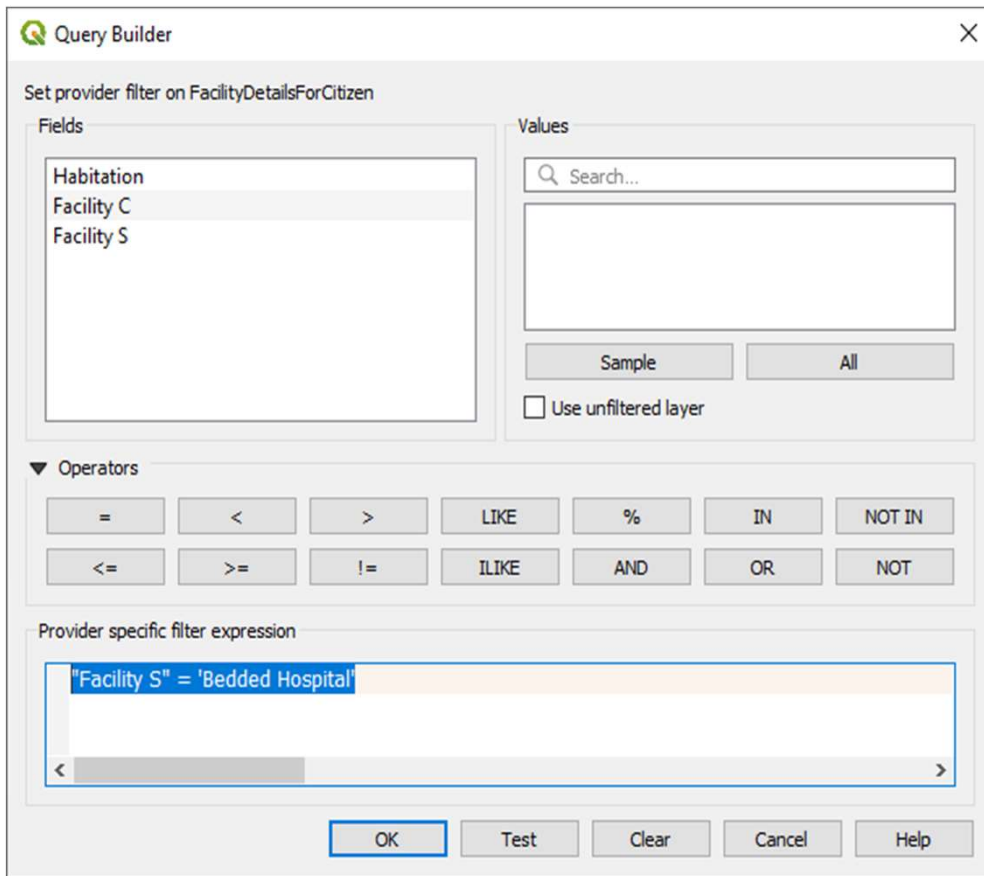 Query Builder
Set provider filter on FacilityDetailsForCitizen
Fields
Habitation
Facility C
Facility S
Values
Search...
Sample
All
Use unfiltered layer
Operators
= < > LIKE % IN NOT IN
<= >= != ILIKE AND OR NOT
Provider specific filter expression
"Facility S" = 'Bedded Hospital'
OK Test Clear Cancel Help